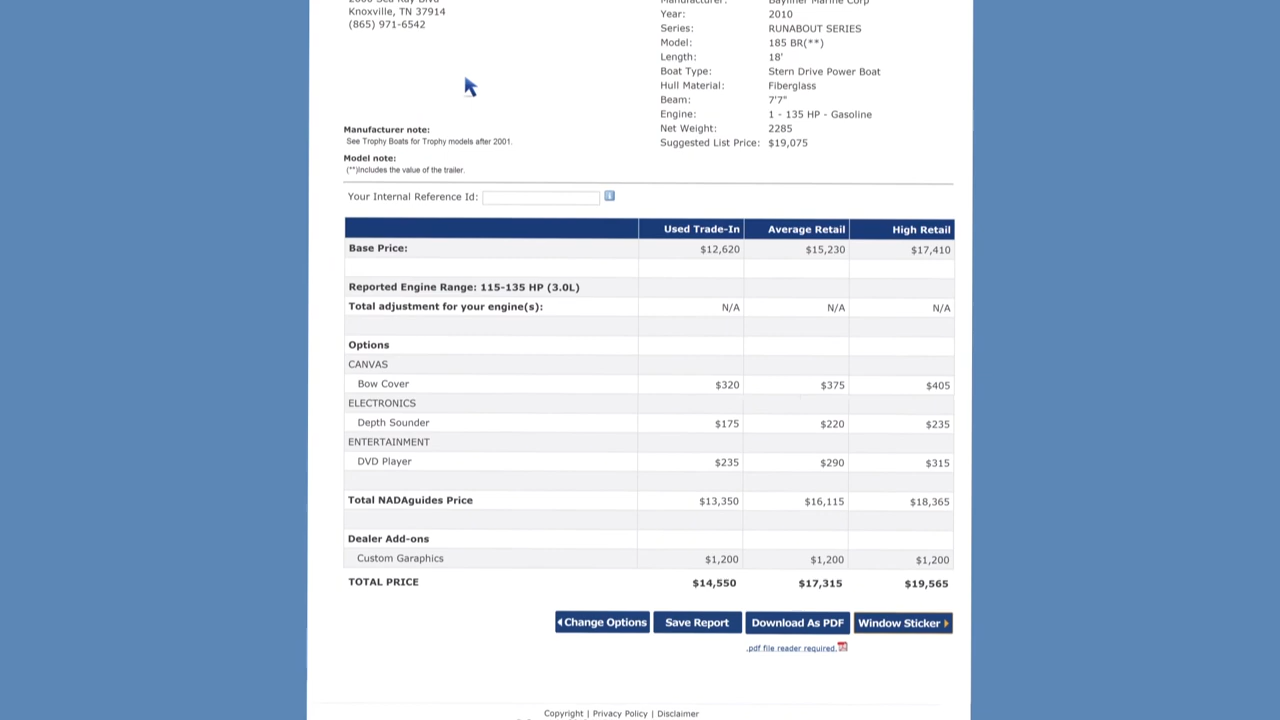 Knoxville, TN 37914
(865) 971-6542
Manufacturer: Bayliner Marine Corp
Year: 2010
Series: RUNABOUT SERIES
Model: 185 BR(**)
Length: 18'
Boat Type: Stern Drive Power Boat
Hull Material: Fiberglass
Beam: 7'7"
Engine: 1 - 135 HP - Gasoline
Net Weight: 2285
Suggested List Price: $19,075
Manufacturer note:
See Trophy Boats for Trophy models after 2001.
Model note:
(**)Includes the value of the trailer.
Your Internal Reference Id:
Used Trade-In Average Retail High Retail
Base Price: $12,620 $15,230 $17,410
Reported Engine Range: 115-135 HP (3.0L)
Total adjustment for your engine(s): N/A N/A N/A
Options
CANVAS
Bow Cover $320 $375 $405
ELECTRONICS
Depth Sounder $175 $220 $235
ENTERTAINMENT
DVD Player $235 $290 $315
Total NADAguides Price $13,350 $16,115 $18,365
Dealer Add-ons
Custom Garaphics $1,200 $1,200 $1,200
TOTAL PRICE $14,550 $17,315 $19,565
Change Options Save Report Download As PDF Window Sticker
.pdf file reader required.
Copyright | Privacy Policy | Disclaimer